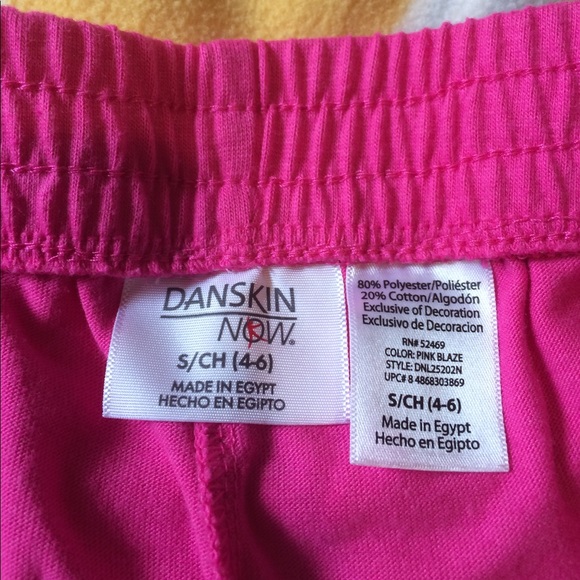 DANSKIN
NOW®
S/CH (4-6)
MADE IN EGYPT
HECHO EN EGIPTO
80% Polyester/Poliéster
20% Cotton/Algodón
Exclusive of Decoration
Exclusivo de Decoracion
RN# 52469
COLOR: PINK BLAZE
STYLE: DNL25202N
UPC# 8 4868303869
S/CH (4-6)
Made in Egypt
Hecho en Egipto